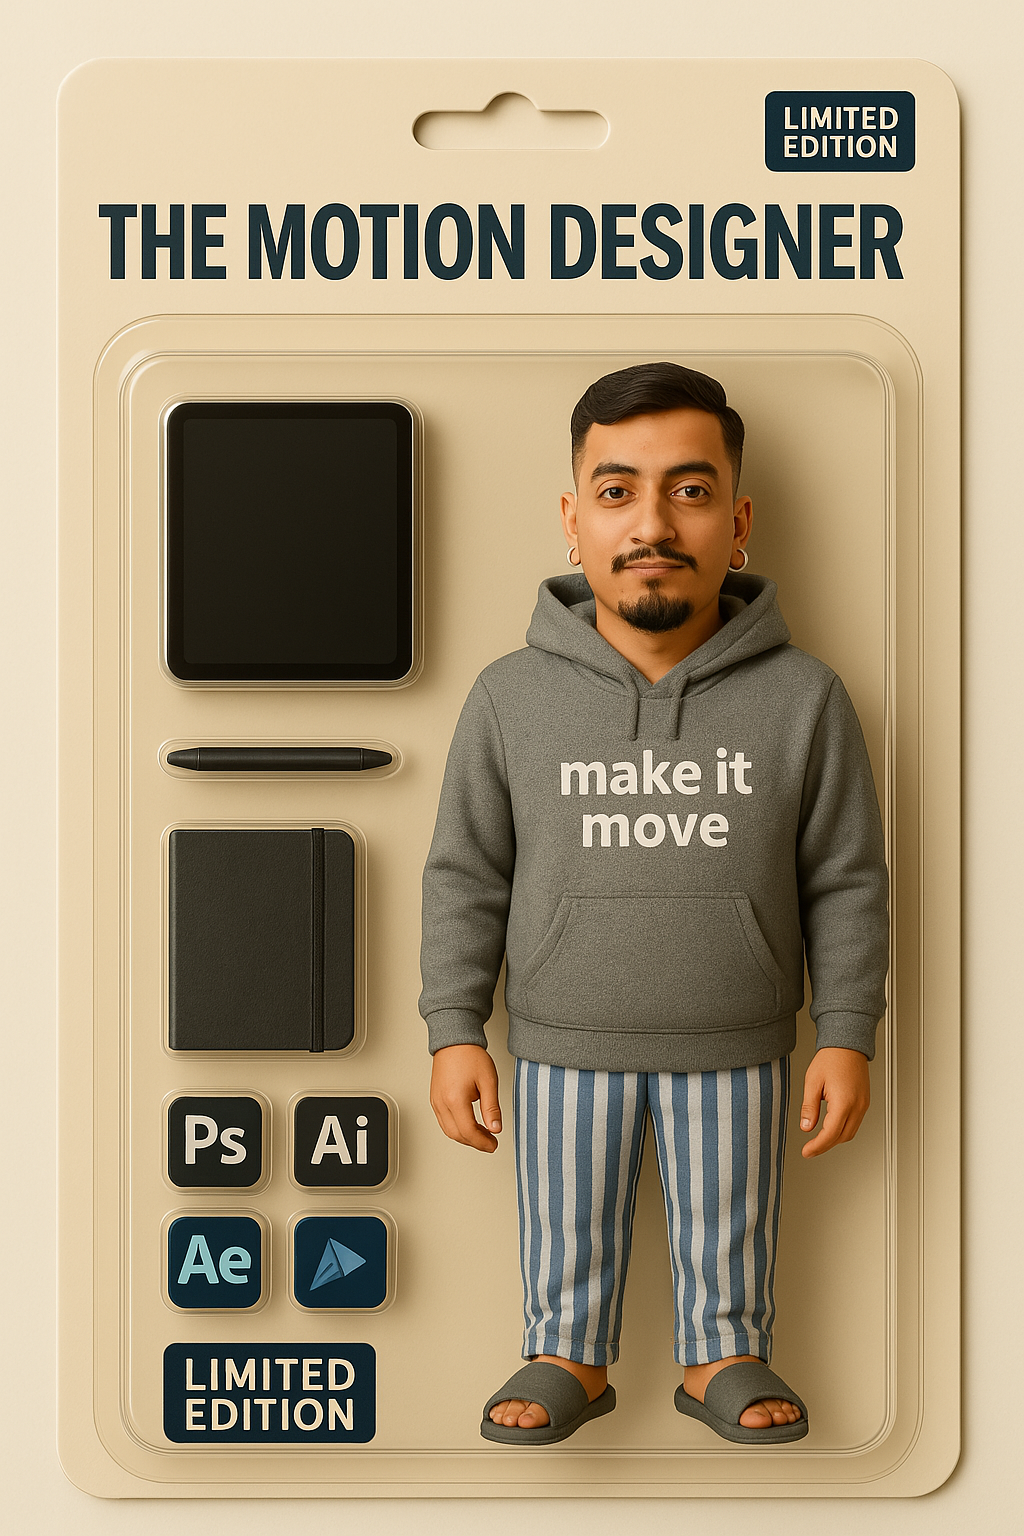 LIMITED
EDITION
THE MOTION DESIGNER
make it
move
Ps
Ai
Ae
LIMITED
EDITION